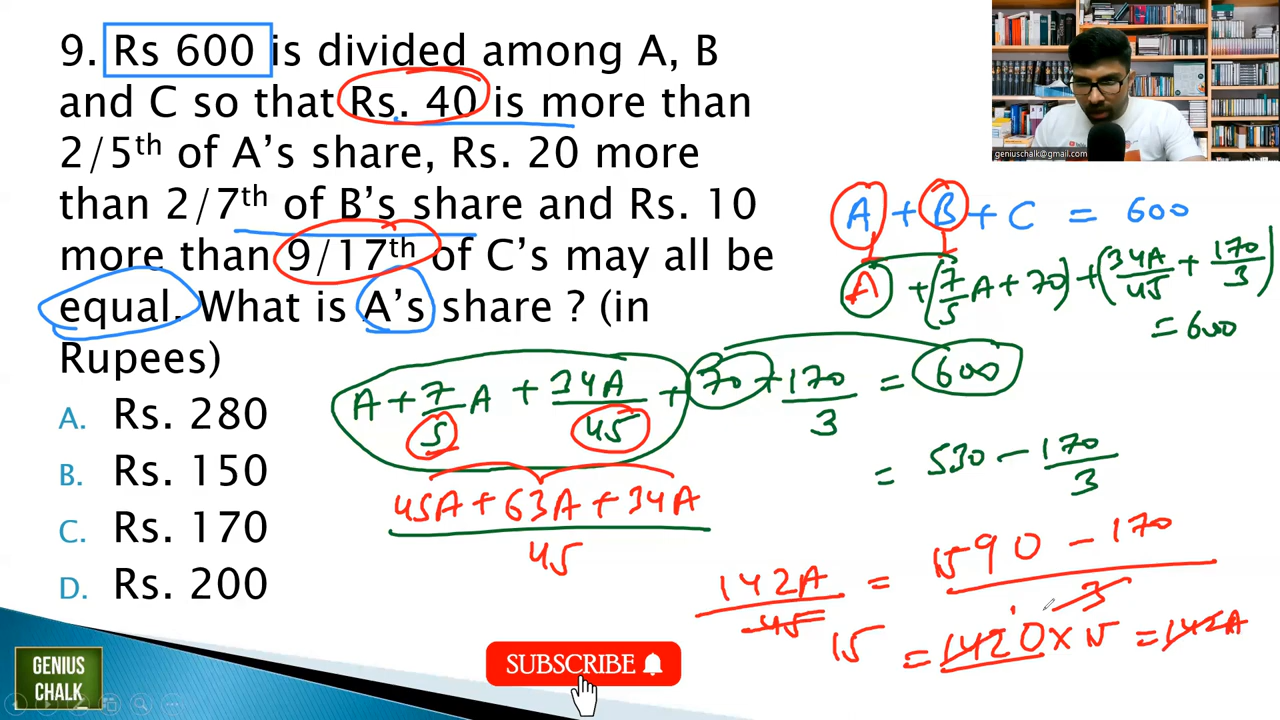 9. Rs 600 is divided among A, B
and C so that Rs. 40 is more than
2/5th of A's share, Rs. 20 more
than 2/7th of B's share and Rs. 10
more than 9/17th of C's may all be
equal. What is A's share ? (in
Rupees)
A. Rs. 280
B. Rs. 150
C. Rs. 170
D. Rs. 200
geniuschalk@gmail.com
A + B + C = 600
A + (7/5 A + 70) + (34A/45 + 170/3)
= 600
A + 7/5 A + 34A/45 + 70 + 170/3 = 600
= 530 - 170/3
45A + 63A + 34A
45
142A/45 = 1590 - 170/3
15 = 1420 x 15 = 142A
SUBSCRIBE
GENIUS
CHALK